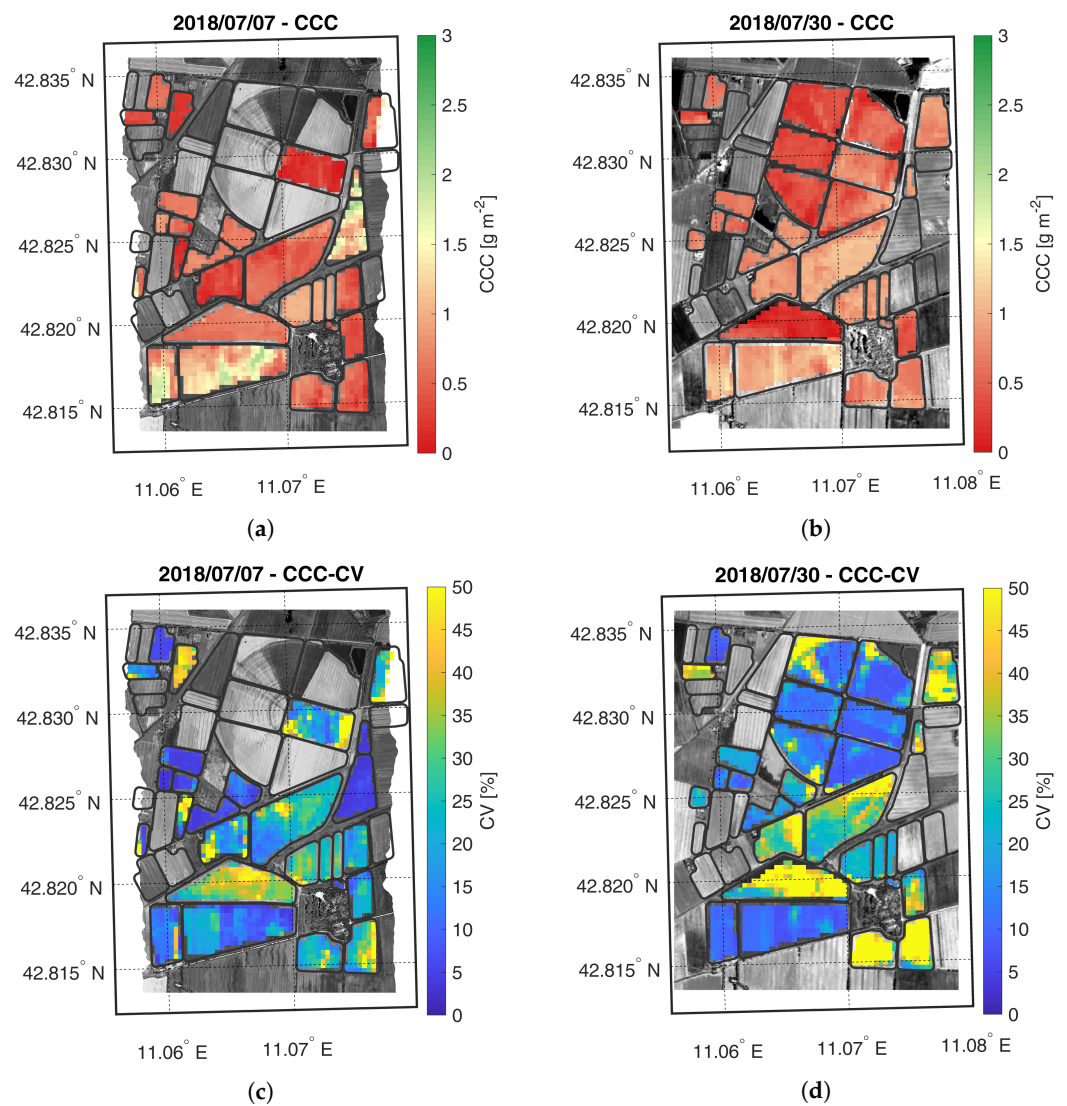 2018/07/07 - CCC
42.835° N
42.830° N
42.825° N
42.820° N
42.815° N
11.06° E
11.07° E
3
2.5
2
1.5
1
0.5
0
CCC [g m⁻²]
(a)
2018/07/30 - CCC
42.835° N
42.830° N
42.825° N
42.820° N
42.815° N
11.06° E
11.07° E
11.08° E
3
2.5
2
1.5
1
0.5
0
CCC [g m⁻²]
(b)
2018/07/07 - CCC-CV
42.835° N
42.830° N
42.825° N
42.820° N
42.815° N
11.06° E
11.07° E
50
45
40
35
30
25
20
15
10
5
0
CV [%]
(c)
2018/07/30 - CCC-CV
42.835° N
42.830° N
42.825° N
42.820° N
42.815° N
11.06° E
11.07° E
11.08° E
50
45
40
35
30
25
20
15
10
5
0
CV [%]
(d)